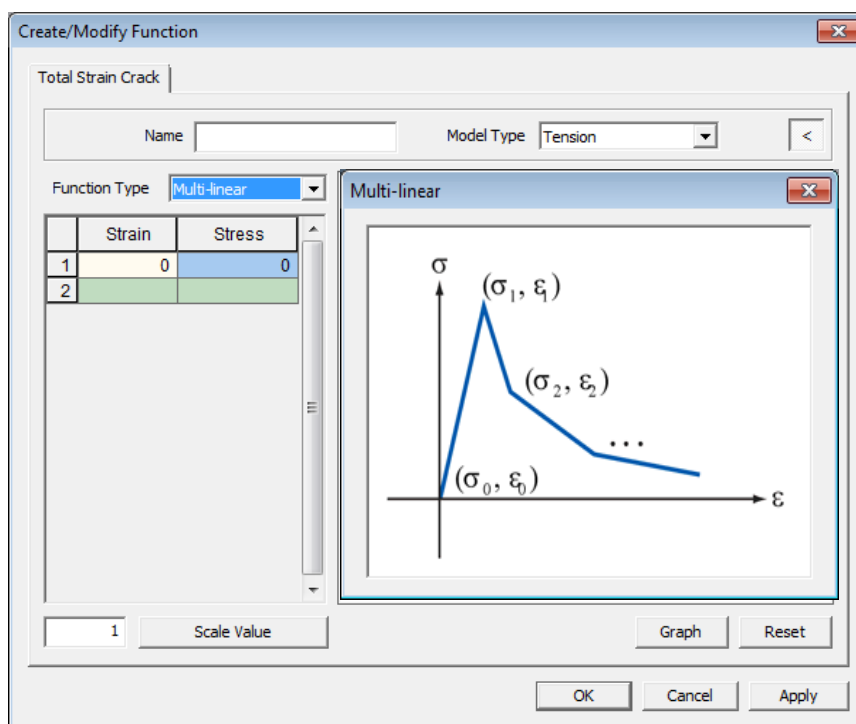 Create/Modify Function
Total Strain Crack
Name
Model Type Tension <
Function Type Multi-linear
Strain Stress
1 0 0
2
Multi-linear
σ
(σ₁, ε₁)
(σ₂, ε₂)
...
(σ₀, ε₀)
ε
1 Scale Value
Graph Reset
OK Cancel Apply